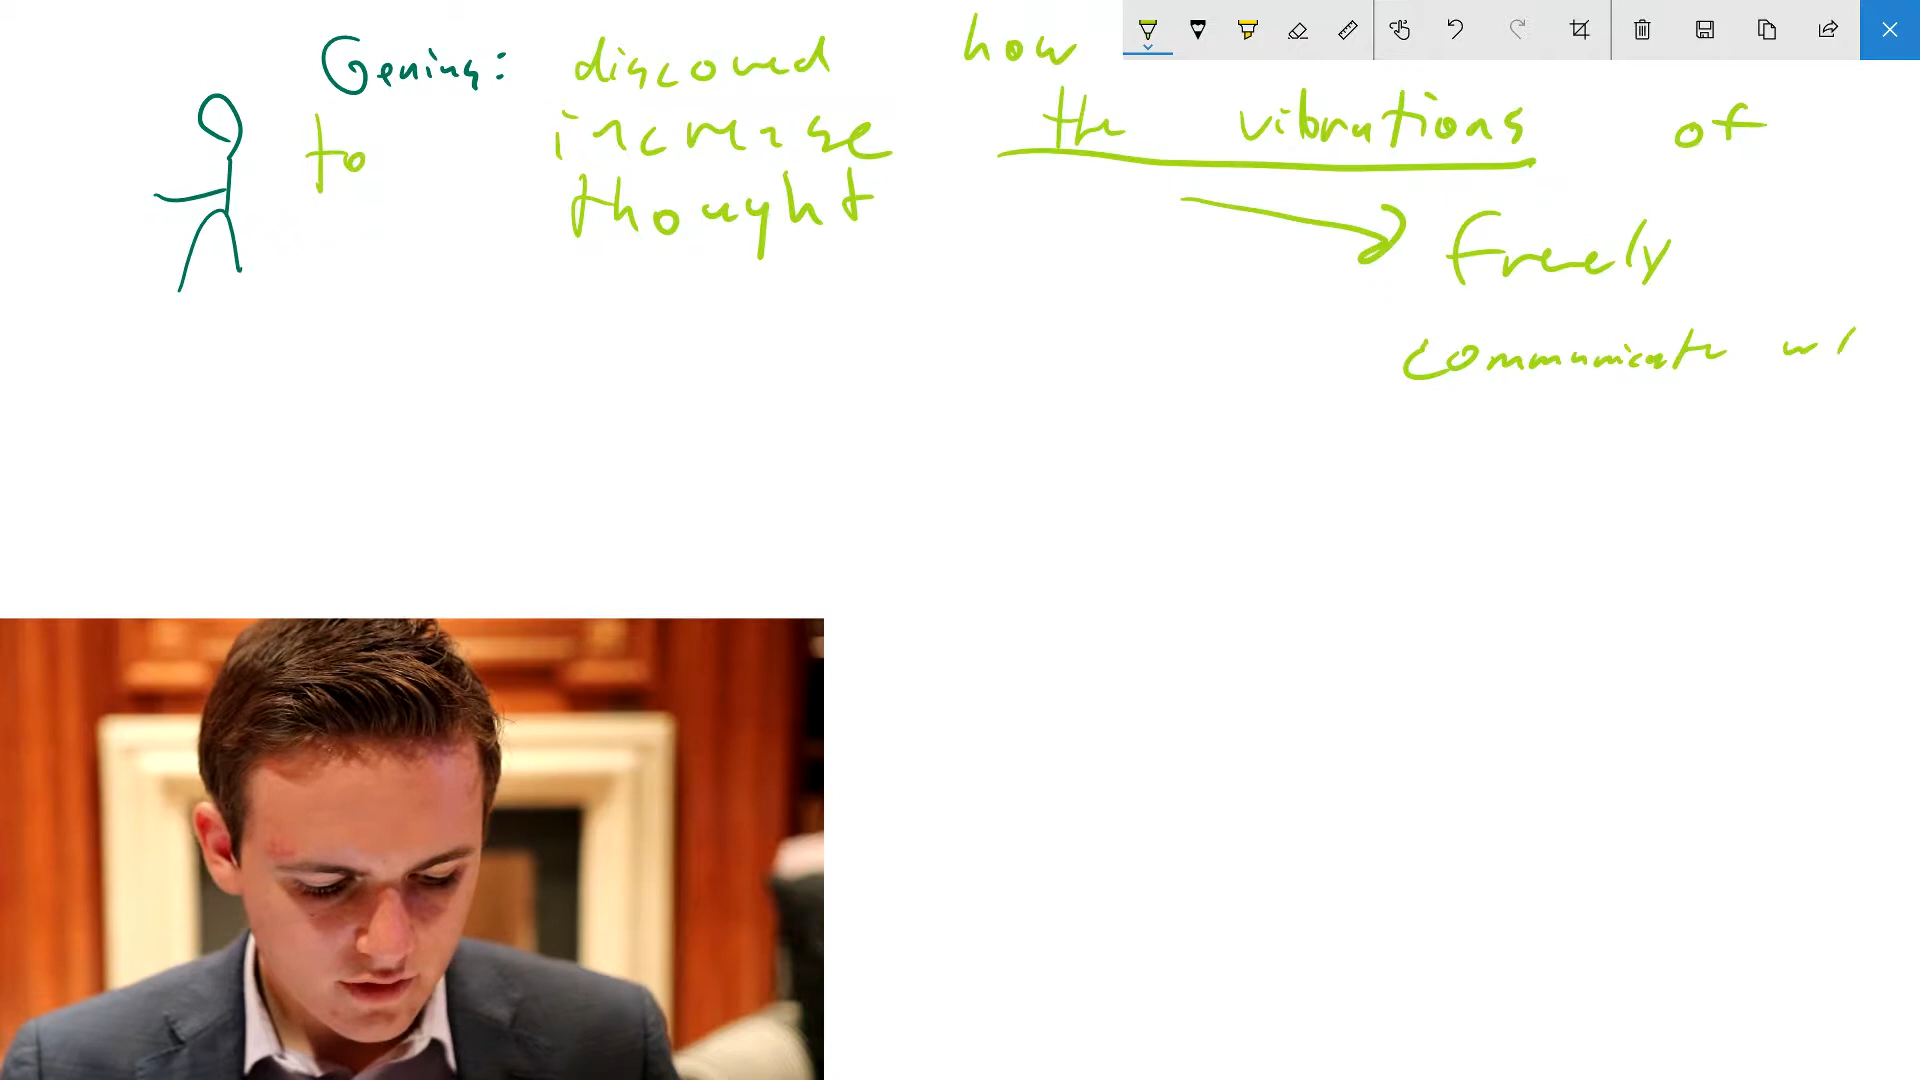 Genius: discovered how
to increase the vibrations of
thought
freely
communicate w/